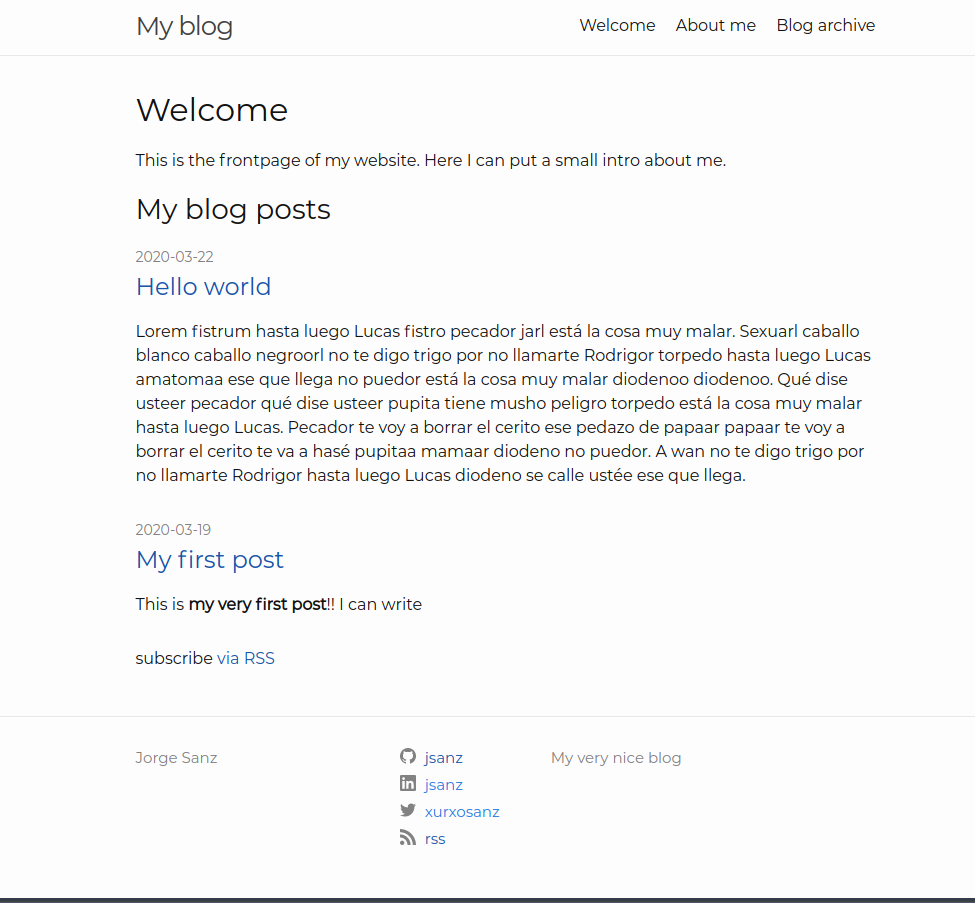 My blog
Welcome About me Blog archive
Welcome
This is the frontpage of my website. Here I can put a small intro about me.
My blog posts
2020-03-22
Hello world
Lorem fistrum hasta luego Lucas fistro pecador jarl está la cosa muy malar. Sexuarl caballo
blanco caballo negroorl no te digo trigo por no llamarte Rodrigor torpedo hasta luego Lucas
amatomaa ese que llega no puedor está la cosa muy malar diodenoo diodenoo. Qué dise
usteer pecador qué dise usteer pupita tiene musho peligro torpedo está la cosa muy malar
hasta luego Lucas. Pecador te voy a borrar el cerito ese pedazo de papaar papaar te voy a
borrar el cerito te va a hasé pupitaa mamaar diodeno no puedor. A wan no te digo trigo por
no llamarte Rodrigor hasta luego Lucas diodeno se calle ustée ese que llega.
2020-03-19
My first post
This is my very first post!! I can write
subscribe via RSS
Jorge Sanz
jsanz
jsanz
xurxosanz
rss
My very nice blog